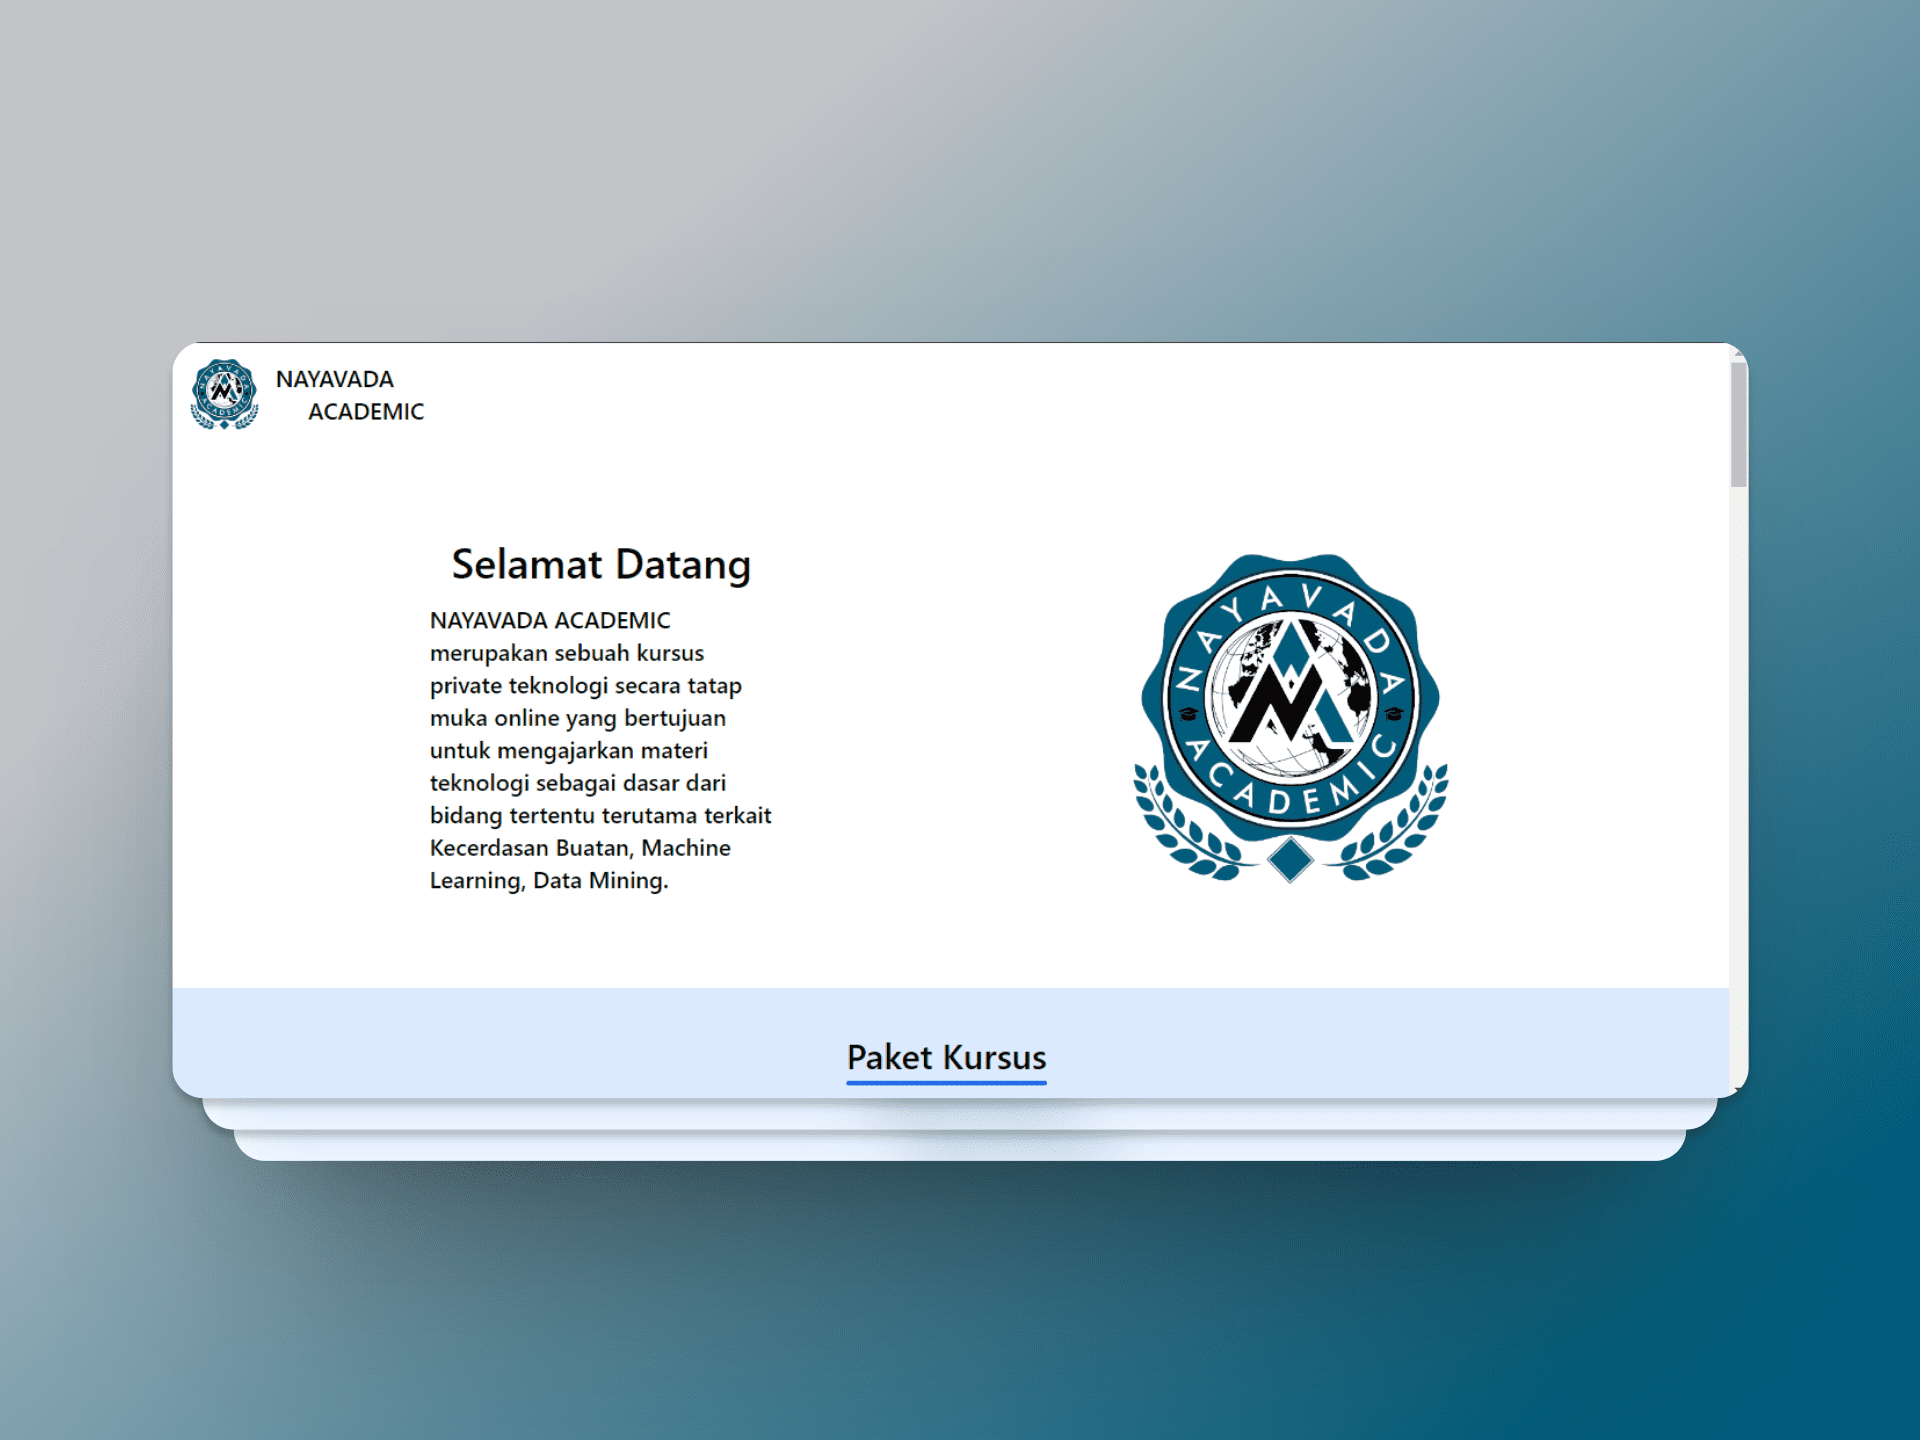 NAYAVADA ACADEMIC
NAYAVADA
ACADEMIC
Selamat Datang
NAYAVADA ACADEMIC
merupakan sebuah kursus
private teknologi secara tatap
muka online yang bertujuan
untuk mengajarkan materi
teknologi sebagai dasar dari
bidang tertentu terutama terkait
Kecerdasan Buatan, Machine
Learning, Data Mining.
NAYAVADA
ACADEMIC
Paket Kursus